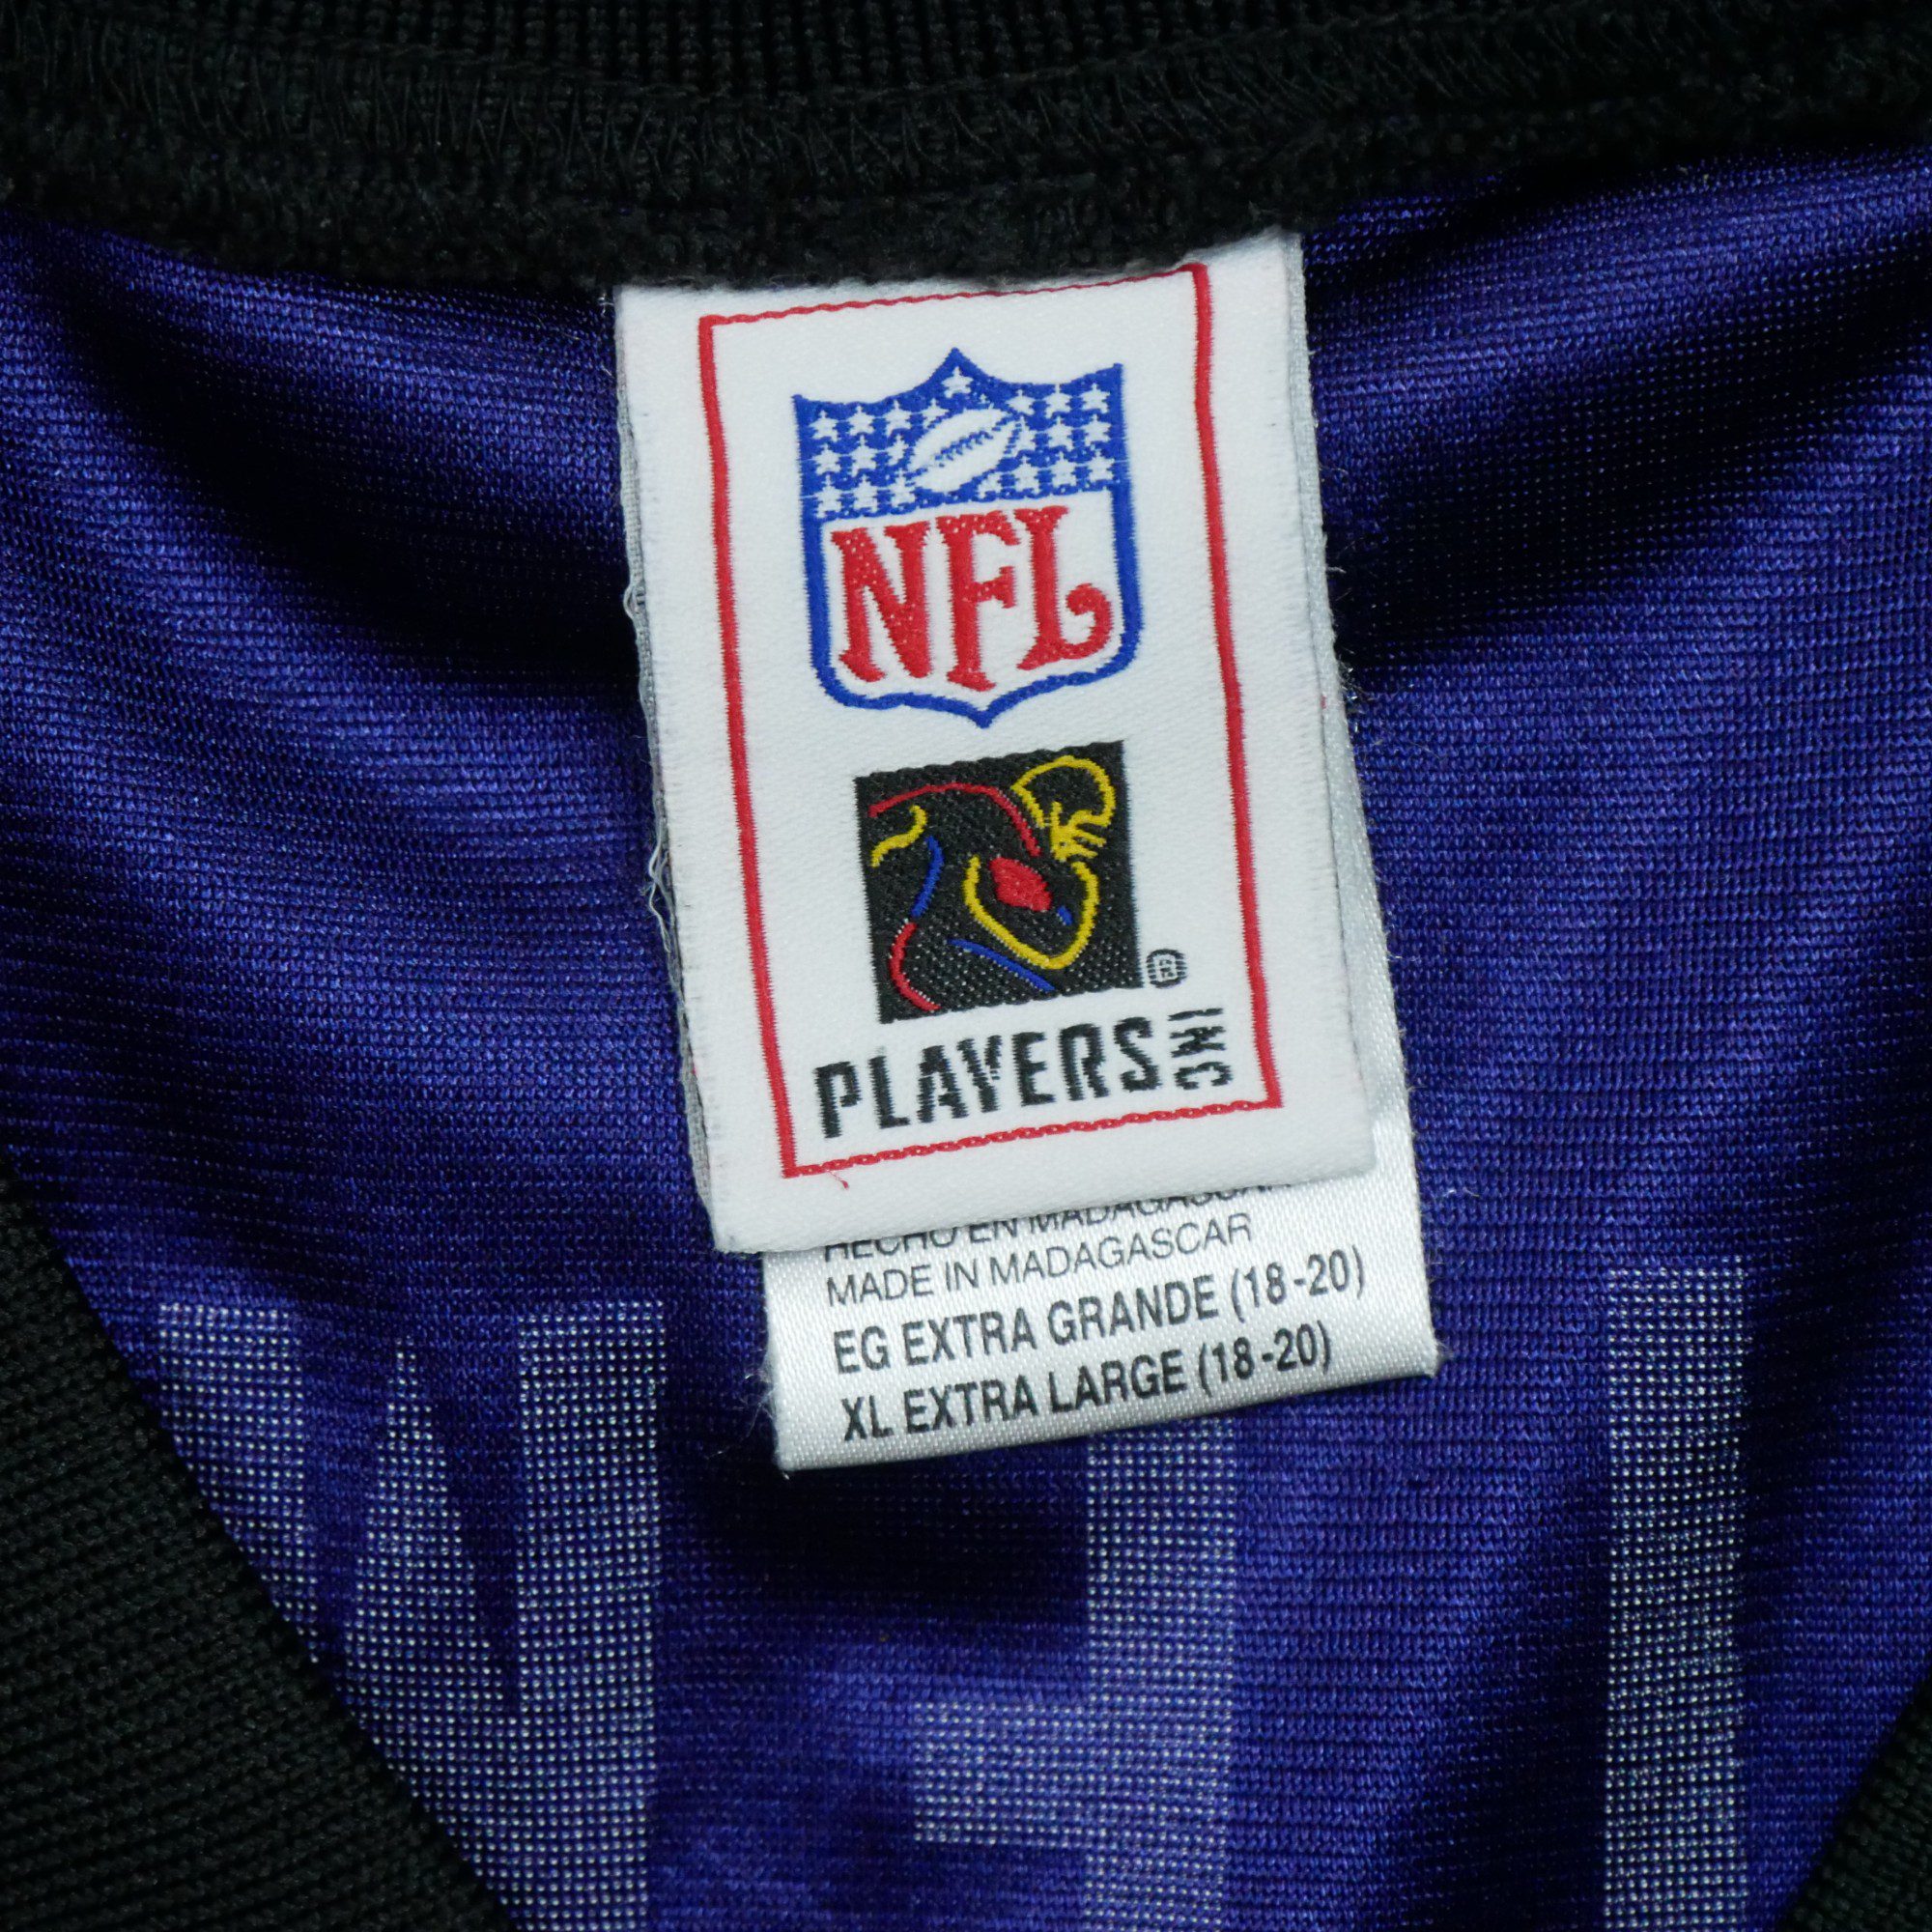 NFL
®
PLAYERS INC
HECHO EN MADAGASCAR
MADE IN MADAGASCAR
EG EXTRA GRANDE (18-20)
XL EXTRA LARGE (18-20)